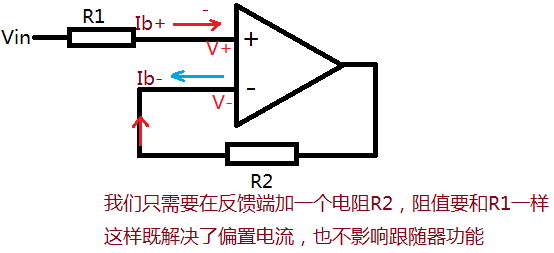 R1
-
Ib+
Vin
+
V+
Ib-
V-
-
R2
我们只需要在反馈端加一个电阻R2，阻值要和R1一样
这样既解决了偏置电流，也不影响跟随器功能